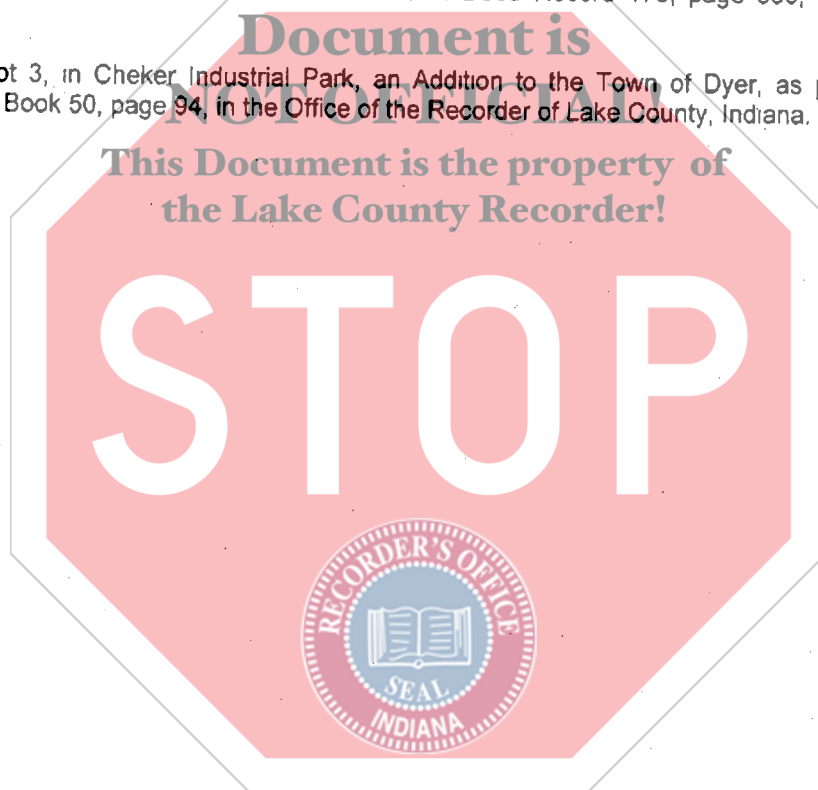 Document is
ot 3, in Cheker Industrial Park, an Addition to the Town of Dyer, as p
Book 50, page 94, in the Office of the Recorder of Lake County, Indiana.
NOT OFFICIAL!
This Document is the property of
the Lake County Recorder!
STOP
RECORDER'S OFFICE
SEAL
INDIANA